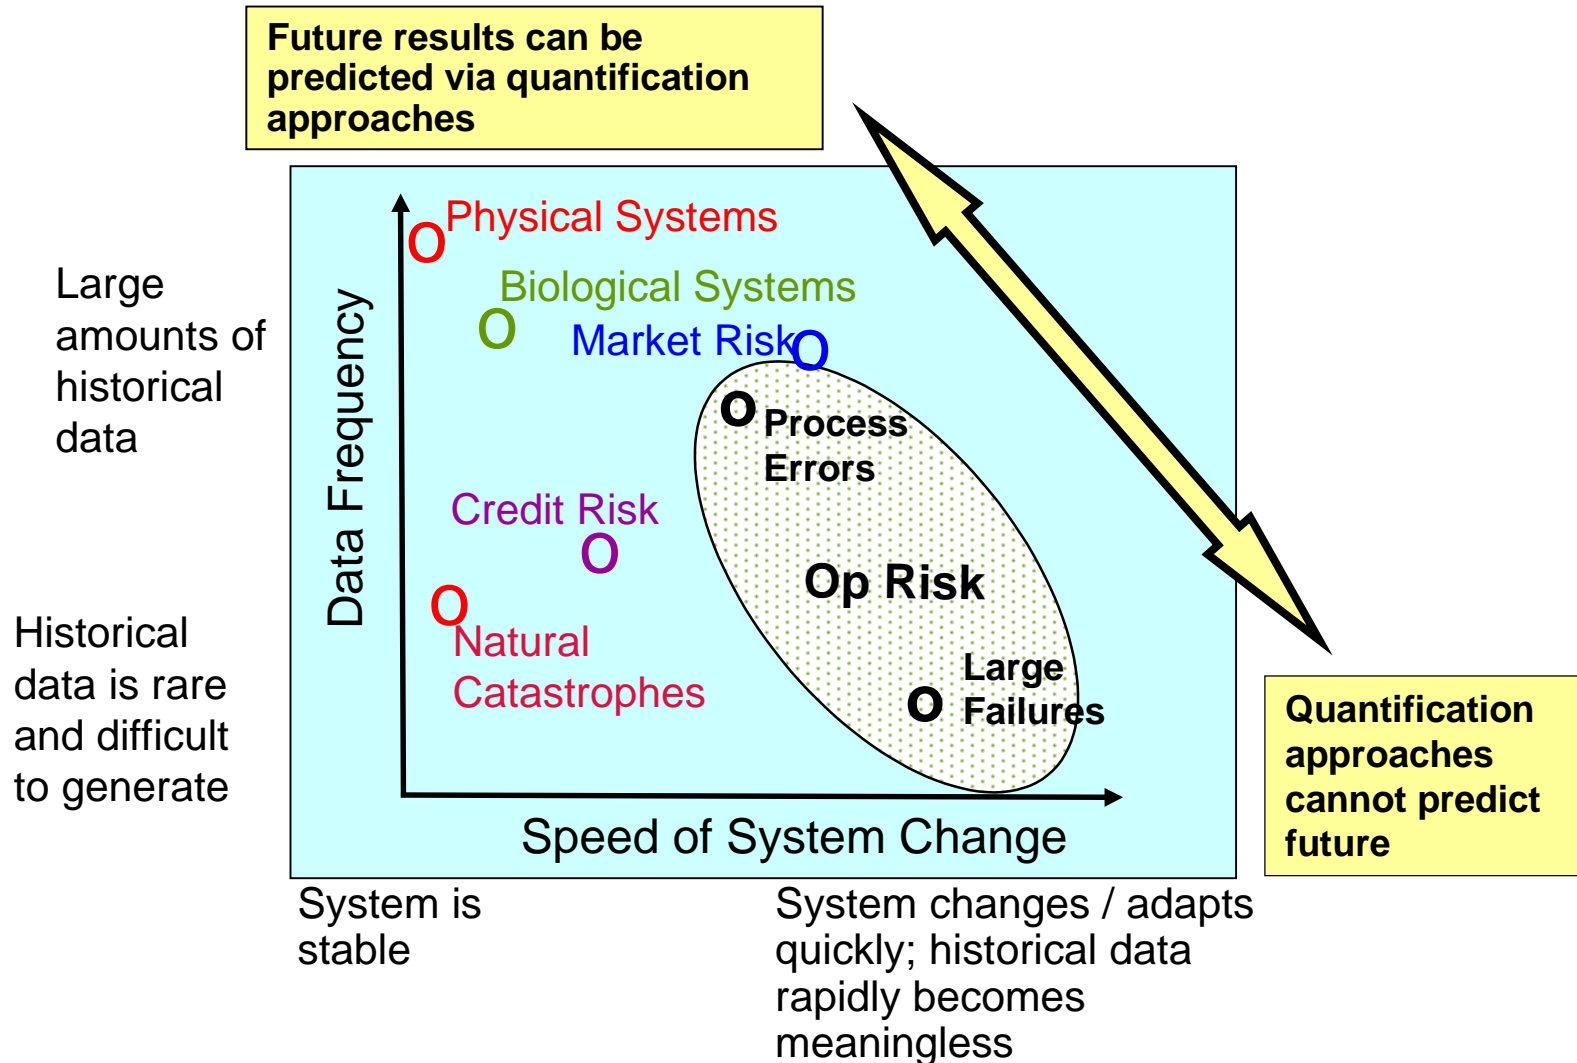 Future results can be
predicted via quantification
approaches
Physical Systems
O
Biological Systems
O
Market Risk
O
Large
amounts of
historical
data
Data Frequency
o
Process
Errors
Credit Risk
O
Op Risk
O
Natural
Catastrophes
Historical
data is rare
and difficult
to generate
Large
Failures
o
Quantification
approaches
cannot predict
future
Speed of System Change
System is
stable
System changes / adapts
quickly; historical data
rapidly becomes
meaningless